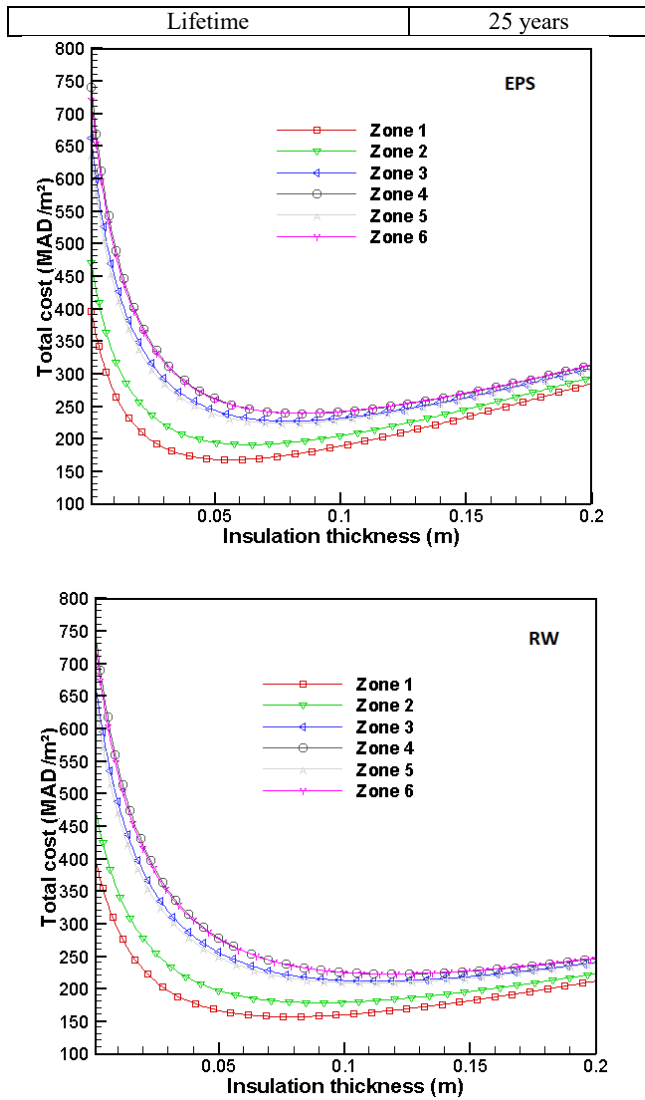 Lifetime 25 years
800
EPS
750
700
Zone 1
650
Zone 2
600
Zone 3
550
Zone 4
500
Zone 5
450
Zone 6
400
350
300
250
200
150
100
Total cost (MAD/m²)
0.05 0.1 0.15 0.2
Insulation thickness (m)
800
RW
750
700
Zone 1
650
Zone 2
600
Zone 3
550
Zone 4
500
Zone 5
450
Zone 6
400
350
300
250
200
150
100
Total cost (MAD/m²)
0.05 0.1 0.15 0.2
Insulation thickness (m)